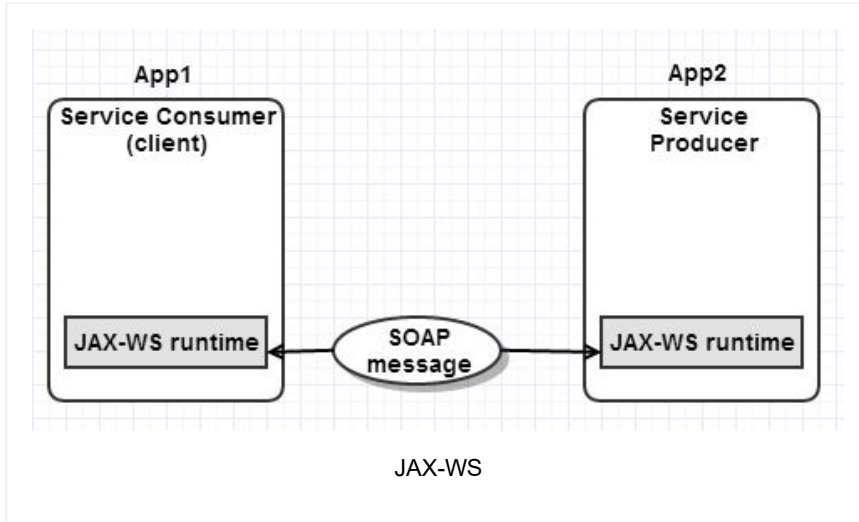 App1
App2
Service Consumer
(client)
Service
Producer
JAX-WS runtime
SOAP
message
JAX-WS runtime
JAX-WS